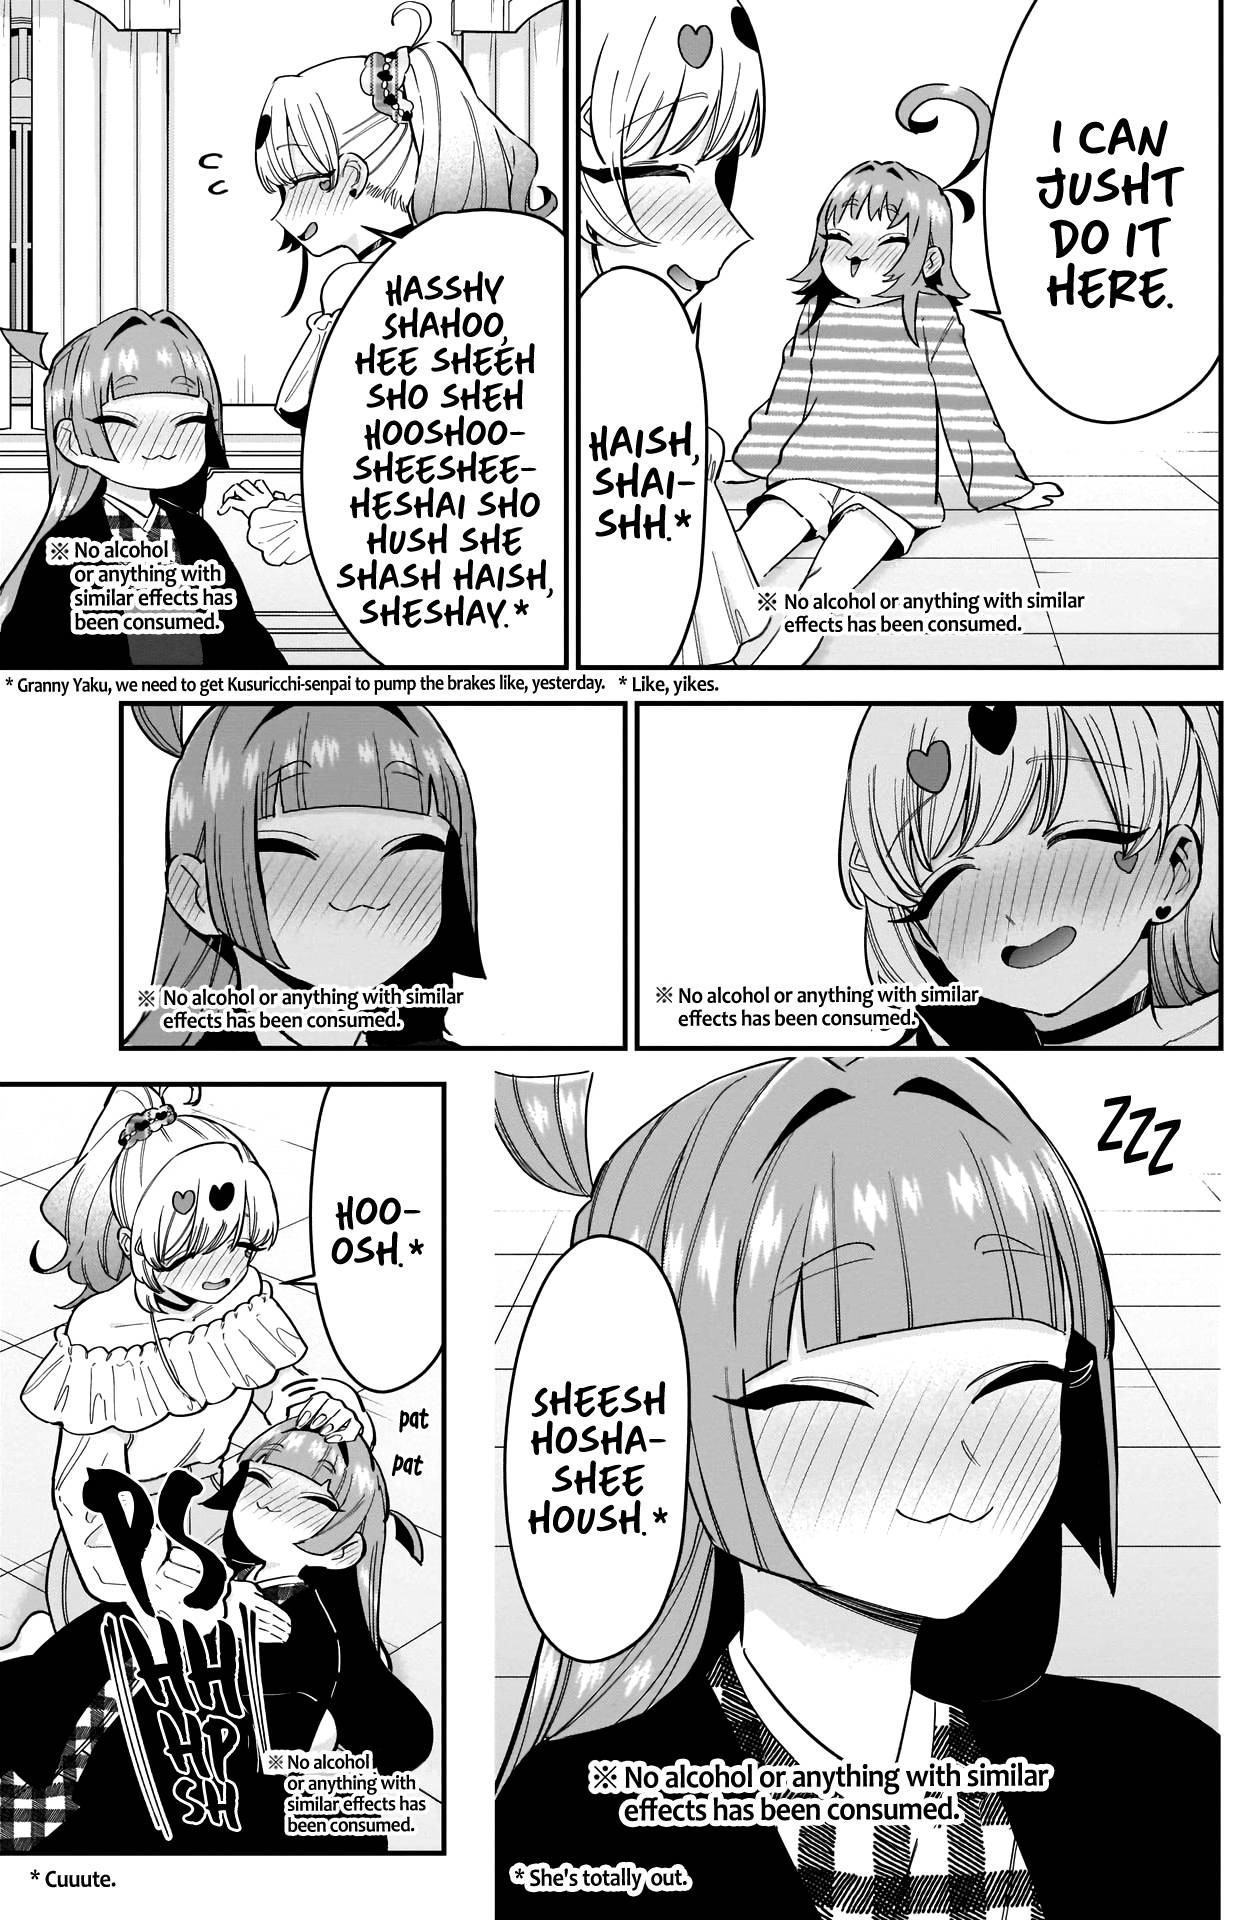 I CAN
JUSHT
DO IT
HERE.
HAISH,
SHAI-
SHH.*
※ No alcohol or anything with similar
effects has been consumed.
* Like, yikes.
HASSHY
SHAHOO,
HEE SHEEH
SHO SHEH
HOOSHOO-
SHEESHEE-
HESHAI SHO
HUSH SHE
SHASH HAISH,
SHESHAY.*
※ No alcohol
or anything with
similar effects has
been consumed.
* Granny Yaku, we need to get Kusuricchi-senpai to pump the brakes like, yesterday.
※ No alcohol or anything with similar
effects has been consumed.
※ No alcohol or anything with similar
effects has been consumed.
ZZZ
SHEESH
HOSHA-
SHEE
HOUSH.*
※ No alcohol or anything with similar
effects has been consumed.
* She's totally out.
HOO-
OSH.*
pat
pat
PS
HHH
HP
SH
※ No alcohol
or anything with
similar effects has
been consumed.
* Cuuute.